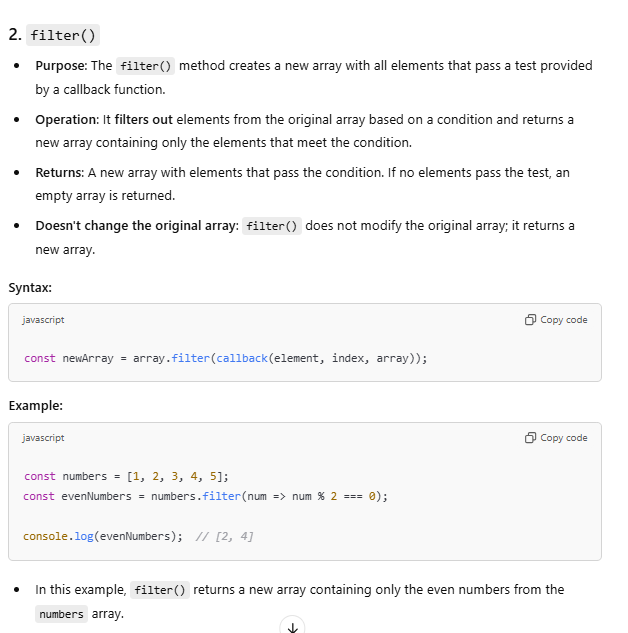 2. filter()
Purpose: The filter() method creates a new array with all elements that pass a test provided
by a callback function.
Operation: It filters out elements from the original array based on a condition and returns a
new array containing only the elements that meet the condition.
Returns: A new array with elements that pass the condition. If no elements pass the test, an
empty array is returned.
Doesn't change the original array: filter() does not modify the original array; it returns a
new array.
Syntax:
javascript Copy code
const newArray = array.filter(callback(element, index, array));
Example:
javascript Copy code
const numbers = [1, 2, 3, 4, 5];
const evenNumbers = numbers.filter(num => num % 2 === 0);
console.log(evenNumbers); // [2, 4]
In this example, filter() returns a new array containing only the even numbers from the
numbers array.